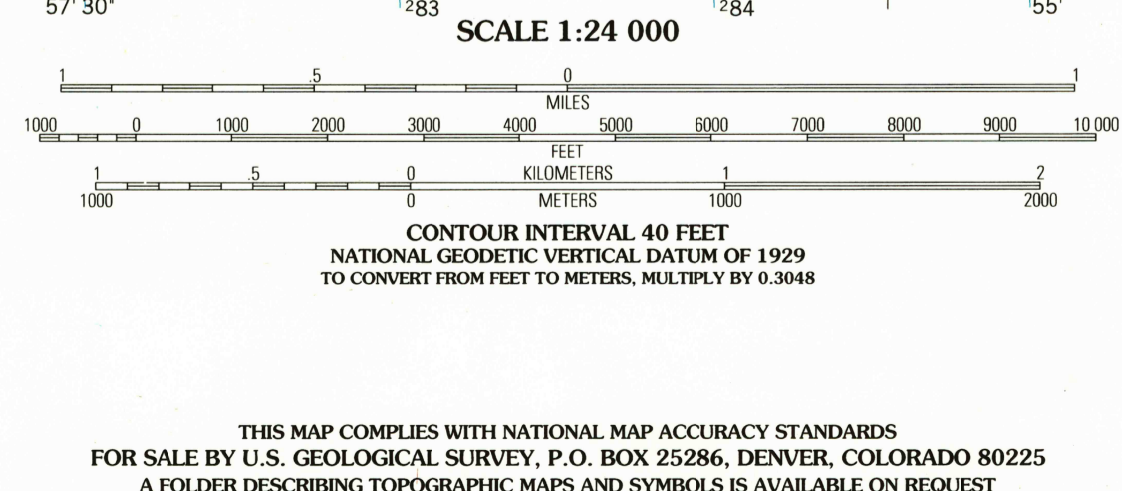 57' 30" 283 284 55'
SCALE 1:24 000
1 .5 0 1
MILES
1000 0 1000 2000 3000 4000 5000 6000 7000 8000 9000 10 000
FEET
1 .5 0 KILOMETERS 1 2
1000 0 METERS 1000 2000
CONTOUR INTERVAL 40 FEET
NATIONAL GEODETIC VERTICAL DATUM OF 1929
TO CONVERT FROM FEET TO METERS, MULTIPLY BY 0.3048
THIS MAP COMPLIES WITH NATIONAL MAP ACCURACY STANDARDS
FOR SALE BY U.S. GEOLOGICAL SURVEY, P.O. BOX 25286, DENVER, COLORADO 80225
A FOLDER DESCRIBING TOPOGRAPHIC MAPS AND SYMBOLS IS AVAILABLE ON REQUEST